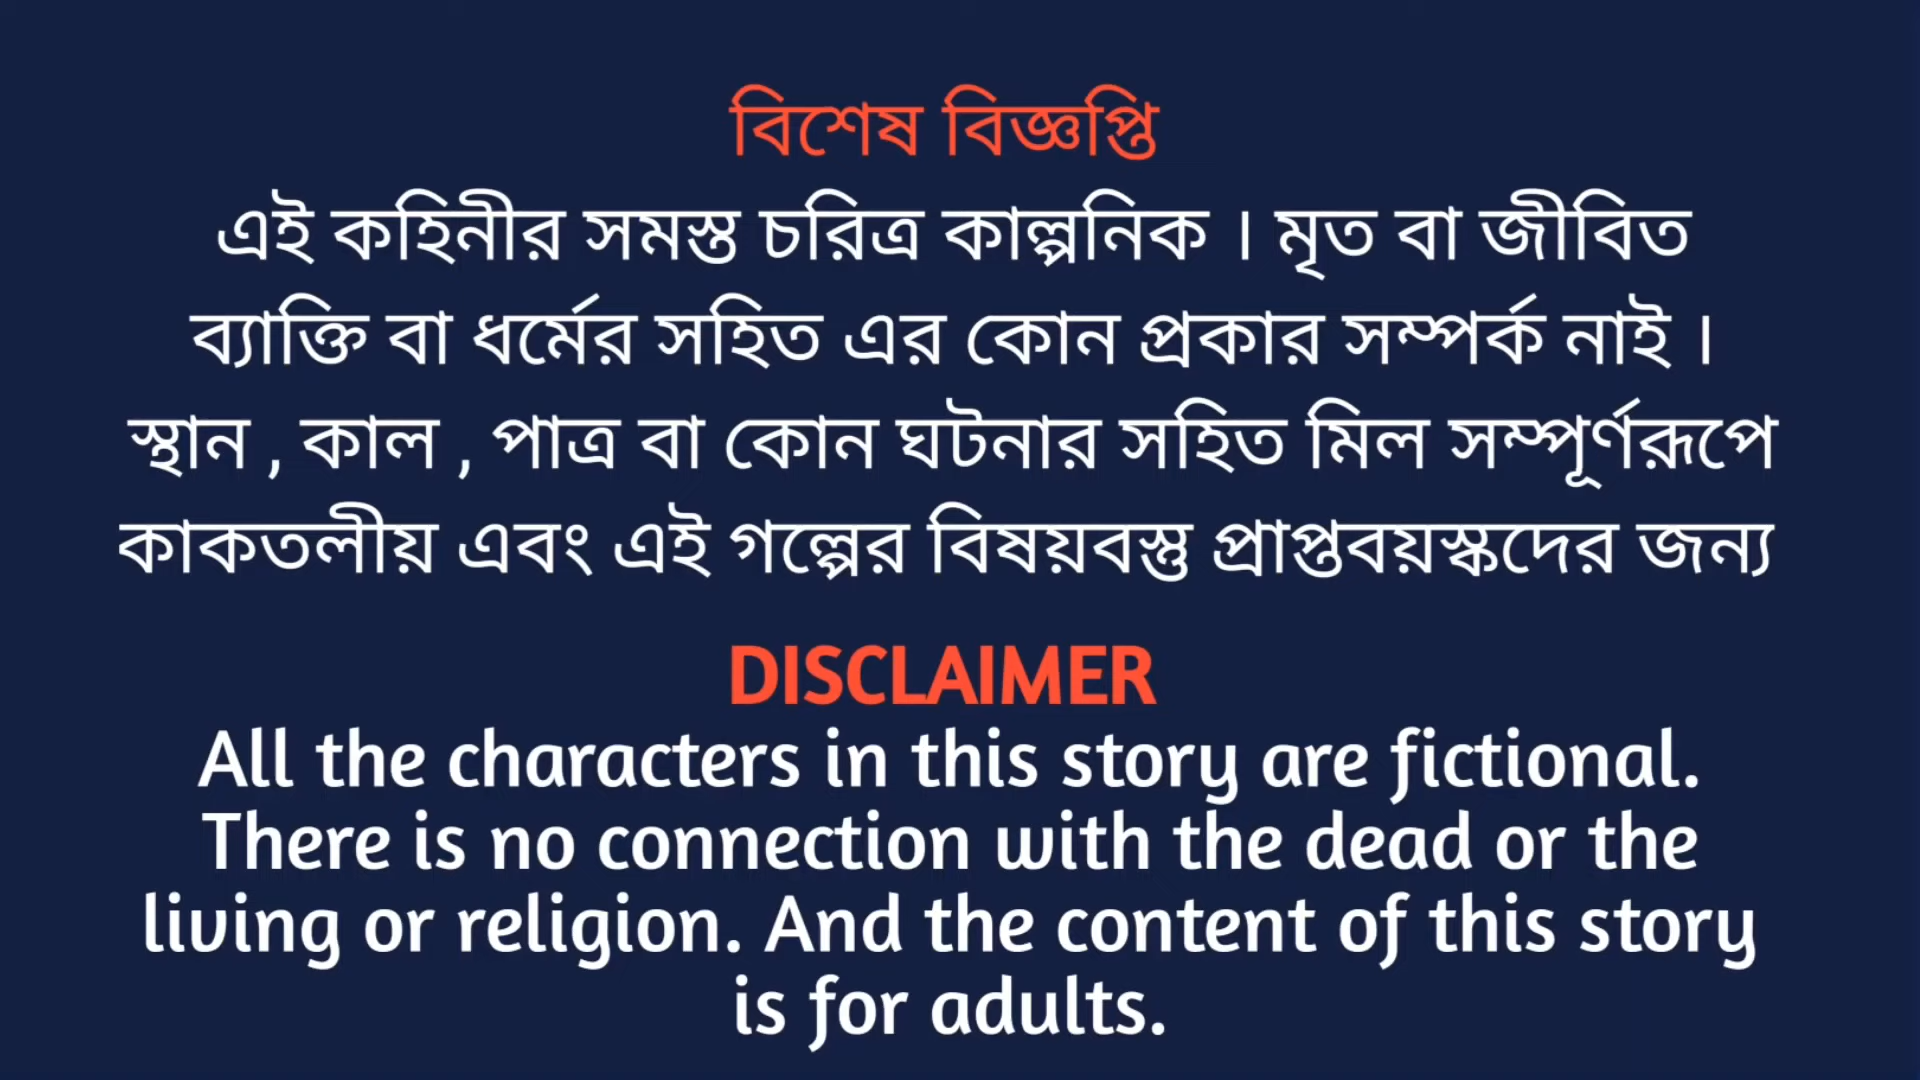 বিশেষ বিজ্ঞপ্তি
এই কহিনীর সমস্ত চরিত্র কাল্পনিক । মৃত বা জীবিত
ব্যাক্তি বা ধর্মের সহিত এর কোন প্রকার সম্পর্ক নাই ।
স্থান , কাল , পাত্র বা কোন ঘটনার সহিত মিল সম্পূর্ণরূপে
কাকতলীয় এবং এই গল্পের বিষয়বস্তু প্রাপ্তবয়স্কদের জন্য
DISCLAIMER
All the characters in this story are fictional.
There is no connection with the dead or the
living or religion. And the content of this story
is for adults.